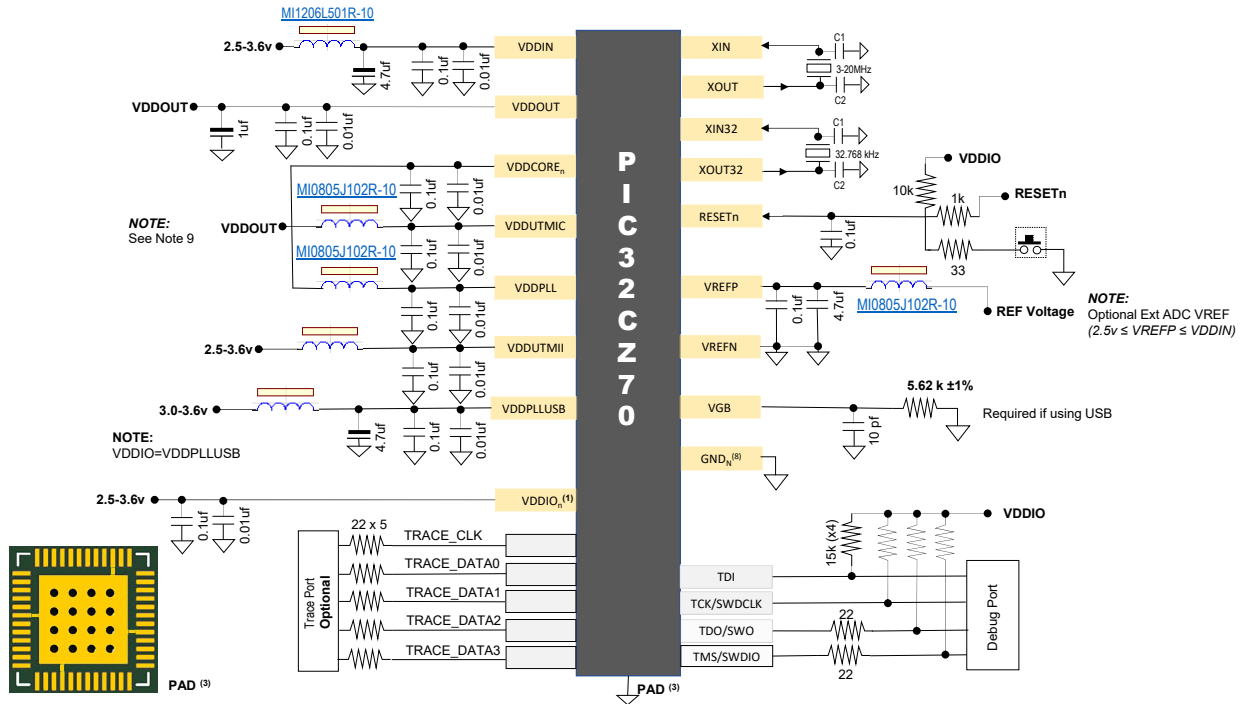 MI1206L501R-10
2.5-3.6v
4.7uf
0.1uf
0.01uf
VDDIN
VDDOUT
1uf
0.1uf
0.01uf
VDDOUT
VDDCOREn
0.1uf
0.01uf
MI0805J102R-10
NOTE:
See Note 9
VDDOUT
VDDUTMIC
0.1uf
0.01uf
MI0805J102R-10
VDDPLL
0.1uf
0.01uf
2.5-3.6v
VDDUTMII
0.1uf
0.01uf
3.0-3.6v
VDDPLLUSB
4.7uf
0.1uf
0.01uf
NOTE:
VDDIO=VDDPLLUSB
2.5-3.6v
VDDIOn(1)
0.1uf
0.01uf
22 x 5
TRACE_CLK
TRACE_DATA0
TRACE_DATA1
TRACE_DATA2
TRACE_DATA3
Trace Port
Optional
PAD (3)
PIC32CZ70
PAD (3)
XIN
C1
3-20MHz
XOUT
C2
XIN32
C1
32.768 kHz
XOUT32
C2
VDDIO
10k
1k
RESETn
RESETn
0.1uf
33
VREFP
0.1uf
4.7uf
MI0805J102R-10
REF Voltage
NOTE:
Optional Ext ADC VREF
(2.5v ≤ VREFP ≤ VDDIN)
VREFN
5.62 k ±1%
VGB
10 pf
Required if using USB
GNDN(8)
VDDIO
15k (x4)
TDI
TCK/SWDCLK
TDO/SWO
22
TMS/SWDIO
22
Debug Port